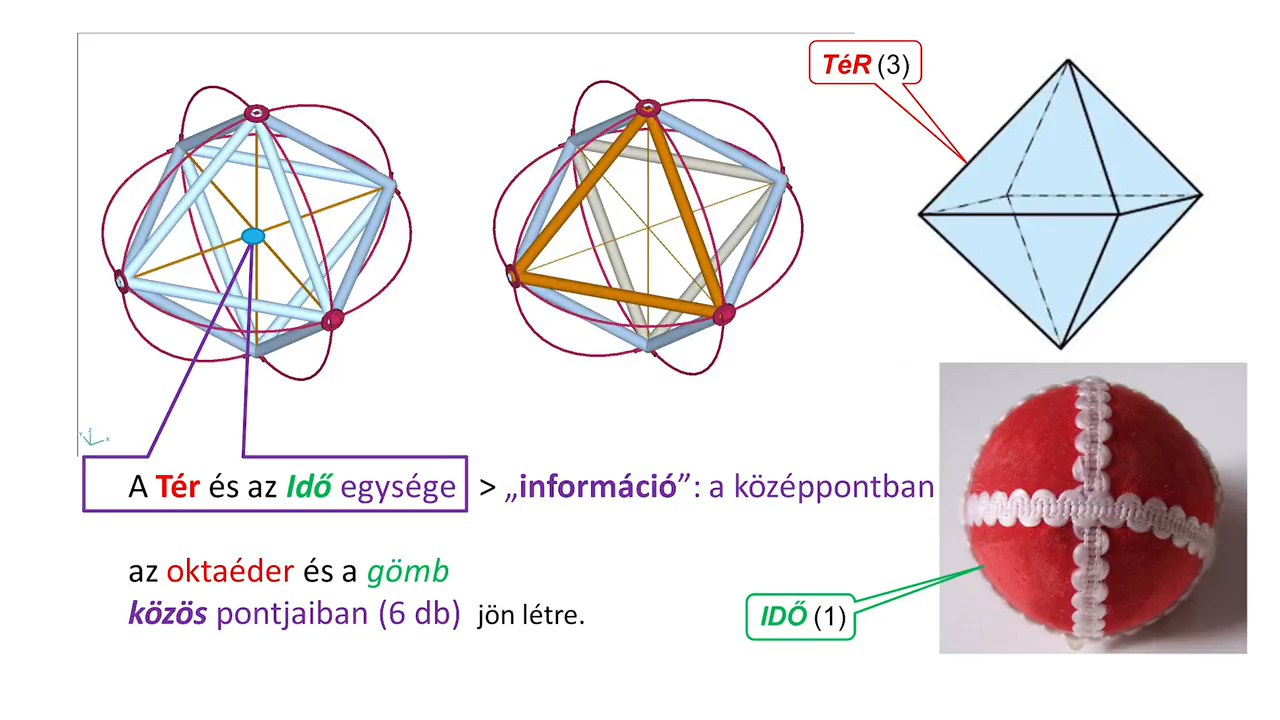 TéR (3)
A Tér és az Idő egysége > „információ”: a középpontban
az oktaéder és a gömb
közös pontjaiban (6 db) jön létre.
IDŐ (1)